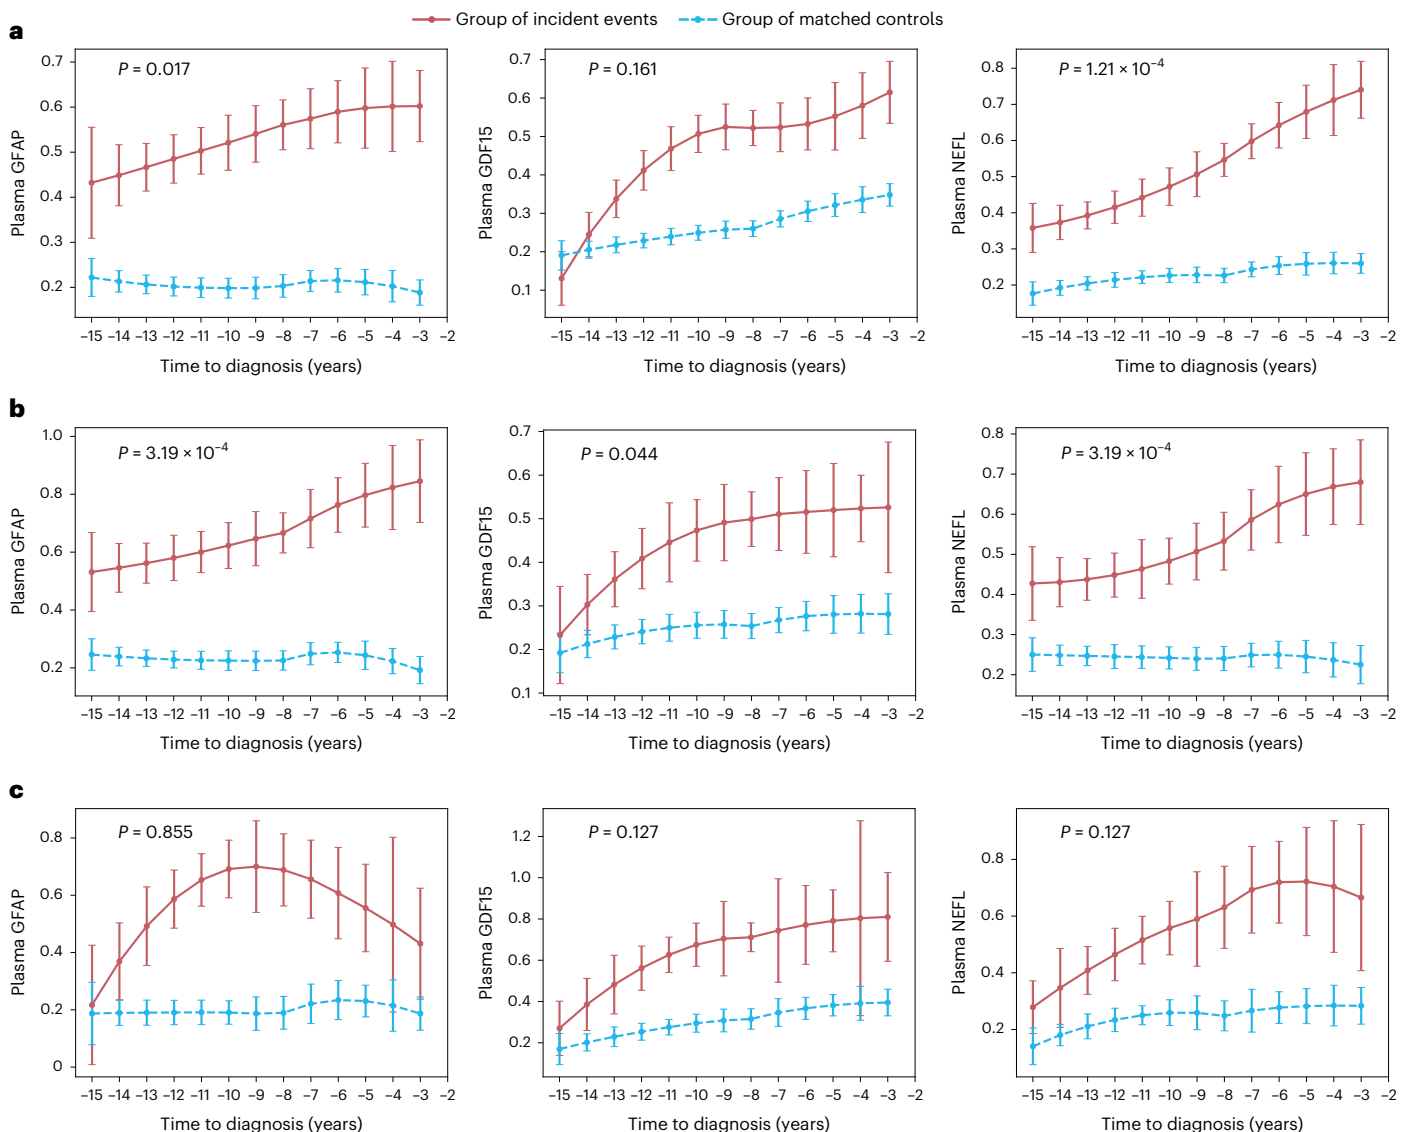 Group of incident events Group of matched controls
a
P = 0.017
Plasma GFAP
0.7
0.6
0.5
0.4
0.3
0.2
–15 –14 –13 –12 –11 –10 –9 –8 –7 –6 –5 –4 –3 –2
Time to diagnosis (years)
P = 0.161
Plasma GDF15
0.7
0.6
0.5
0.4
0.3
0.2
0.1
–15 –14 –13 –12 –11 –10 –9 –8 –7 –6 –5 –4 –3 –2
Time to diagnosis (years)
P = 1.21 × 10⁻⁴
Plasma NEFL
0.8
0.7
0.6
0.5
0.4
0.3
0.2
–15 –14 –13 –12 –11 –10 –9 –8 –7 –6 –5 –4 –3 –2
Time to diagnosis (years)
b
P = 3.19 × 10⁻⁴
Plasma GFAP
1.0
0.8
0.6
0.4
0.2
–15 –14 –13 –12 –11 –10 –9 –8 –7 –6 –5 –4 –3 –2
Time to diagnosis (years)
P = 0.044
Plasma GDF15
0.7
0.6
0.5
0.4
0.3
0.2
0.1
–15 –14 –13 –12 –11 –10 –9 –8 –7 –6 –5 –4 –3 –2
Time to diagnosis (years)
P = 3.19 × 10⁻⁴
Plasma NEFL
0.8
0.7
0.6
0.5
0.4
0.3
0.2
–15 –14 –13 –12 –11 –10 –9 –8 –7 –6 –5 –4 –3 –2
Time to diagnosis (years)
c
P = 0.855
Plasma GFAP
0.8
0.6
0.4
0.2
0
–15 –14 –13 –12 –11 –10 –9 –8 –7 –6 –5 –4 –3 –2
Time to diagnosis (years)
P = 0.127
Plasma GDF15
1.2
1.0
0.8
0.6
0.4
0.2
–15 –14 –13 –12 –11 –10 –9 –8 –7 –6 –5 –4 –3 –2
Time to diagnosis (years)
P = 0.127
Plasma NEFL
0.8
0.6
0.4
0.2
–15 –14 –13 –12 –11 –10 –9 –8 –7 –6 –5 –4 –3 –2
Time to diagnosis (years)